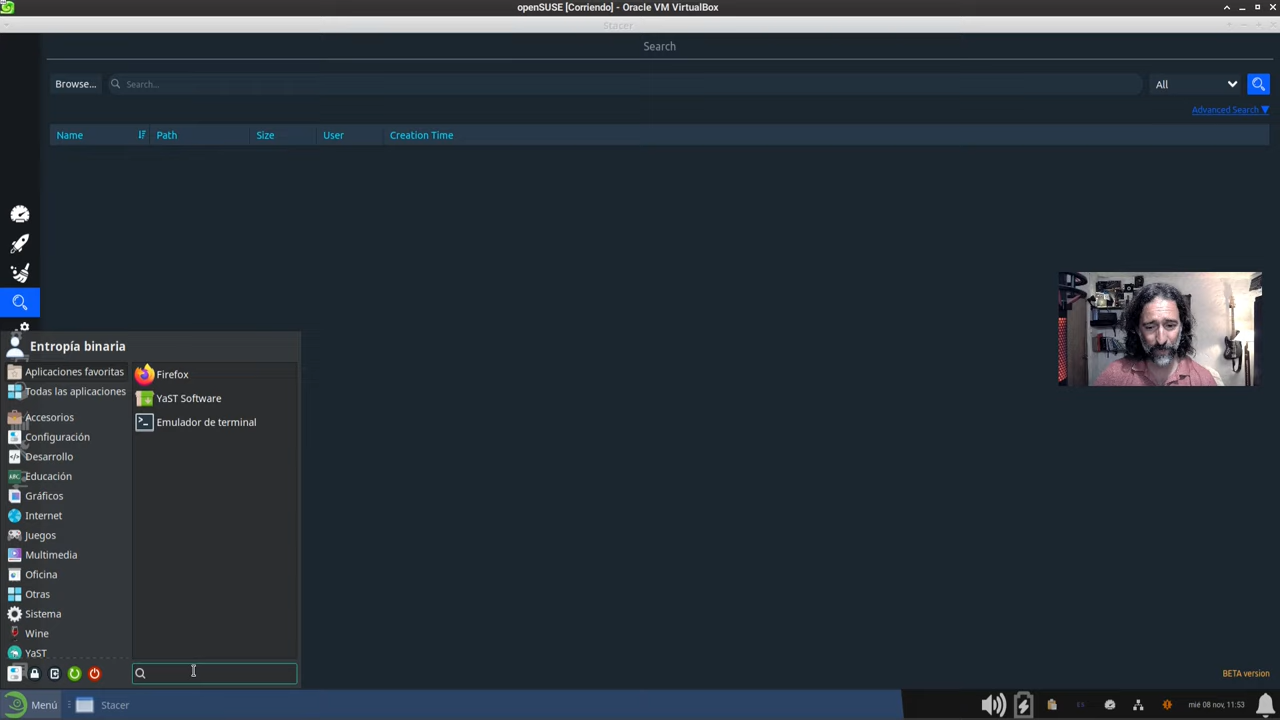 openSUSE [Corriendo] - Oracle VM VirtualBox
Stacer
Search
Browse...
Search...
All
Advanced Search ▼
Name
Path
Size
User
Creation Time
Entropía binaria
Aplicaciones favoritas
Todas las aplicaciones
Accesorios
Configuración
Desarrollo
Educación
Gráficos
Internet
Juegos
Multimedia
Oficina
Otras
Sistema
Wine
YaST
Firefox
YaST Software
Emulador de terminal
BETA version
Menú
Stacer
EN
mié 08 nov, 11:53